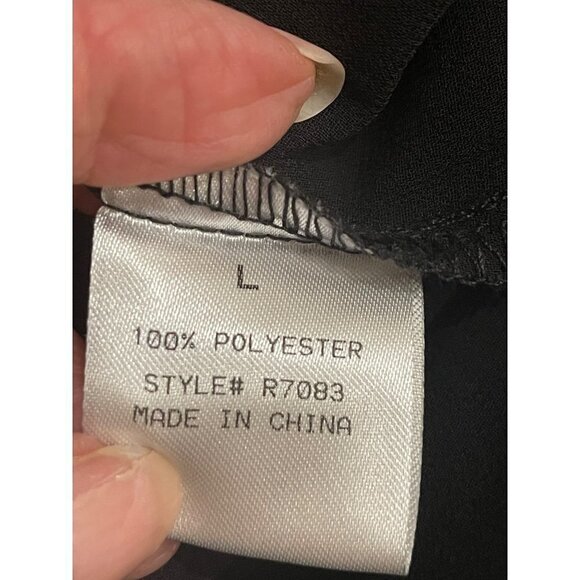 L
100% POLYESTER
STYLE# R7083
MADE IN CHINA